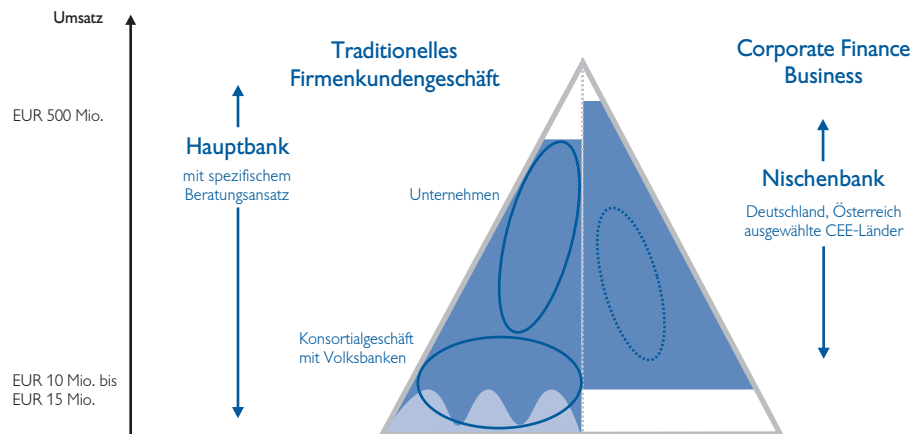 Umsatz
Traditionelles
Firmenkundengeschäft
Corporate Finance
Business
EUR 500 Mio.
Hauptbank
mit spezifischem
Beratungsansatz
Unternehmen
Nischenbank
Deutschland, Österreich
ausgewählte CEE-Länder
Konsortialgeschäft
mit Volksbanken
EUR 10 Mio. bis
EUR 15 Mio.